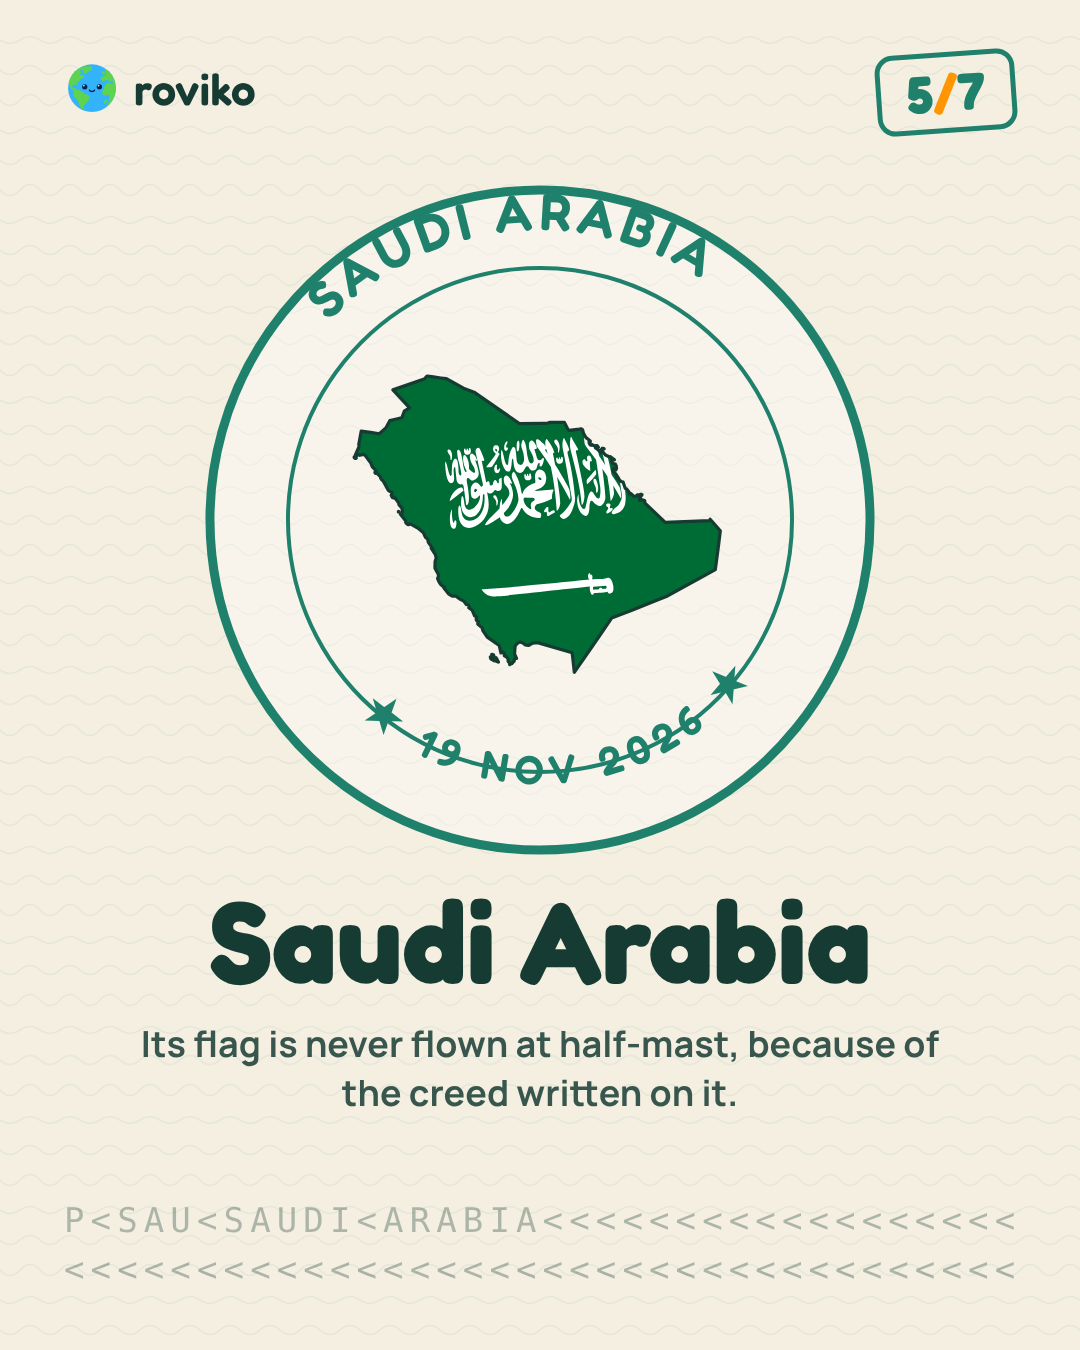 roviko
5/7
SAUDI ARABIA
لا إله إلا الله محمد رسول الله
★ 19 NOV 2026 ★
Saudi Arabia
Its flag is never flown at half-mast, because of
the creed written on it.
P<SAU<SAUDI<ARABIA<<<<<<<<<<<<<<<<<<
<<<<<<<<<<<<<<<<<<<<<<<<<<<<<<<<<<<<